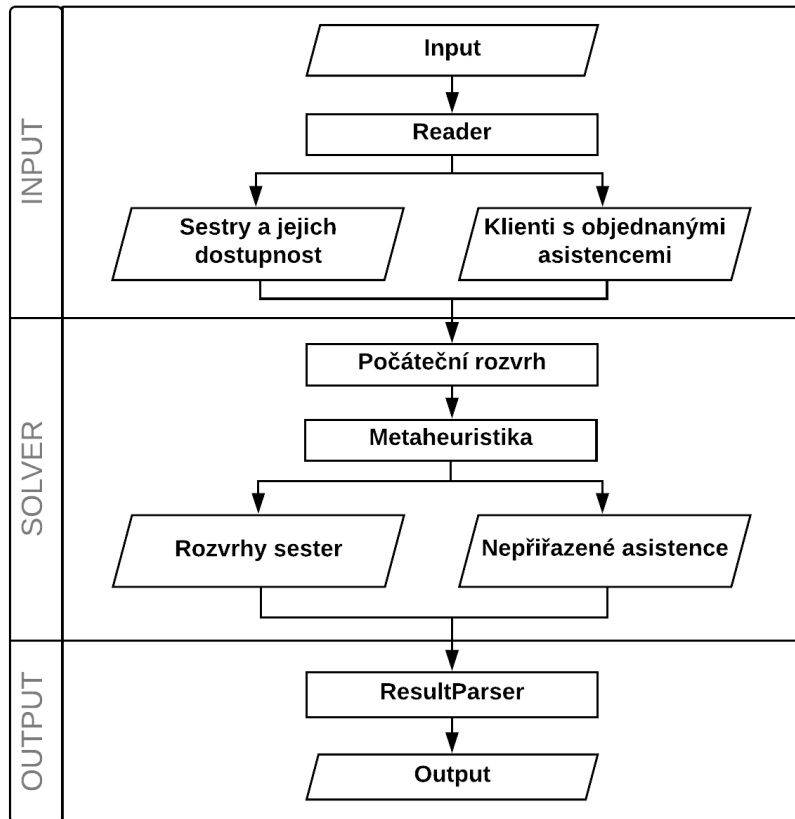 INPUT
Input
Reader
Sestry a jejich
dostupnost
Klienti s objednanými
asistencemi
SOLVER
Počáteční rozvrh
Metaheuristika
Rozvrhy sester
Nepřiřazené asistence
OUTPUT
ResultParser
Output